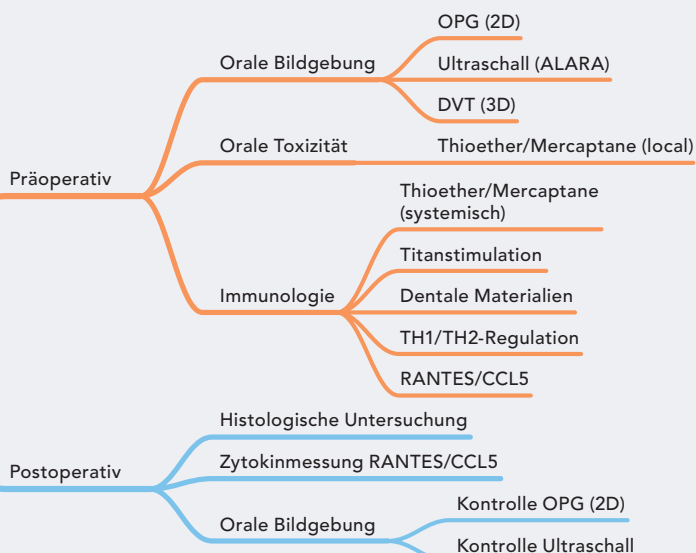 Präoperativ
Orale Bildgebung
OPG (2D)
Ultraschall (ALARA)
DVT (3D)
Orale Toxizität
Thioether/Mercaptane (local)
Immunologie
Thioether/Mercaptane
(systemisch)
Titanstimulation
Dentale Materialien
TH1/TH2-Regulation
RANTES/CCL5
Postoperativ
Histologische Untersuchung
Zytokinmessung RANTES/CCL5
Orale Bildgebung
Kontrolle OPG (2D)
Kontrolle Ultraschall